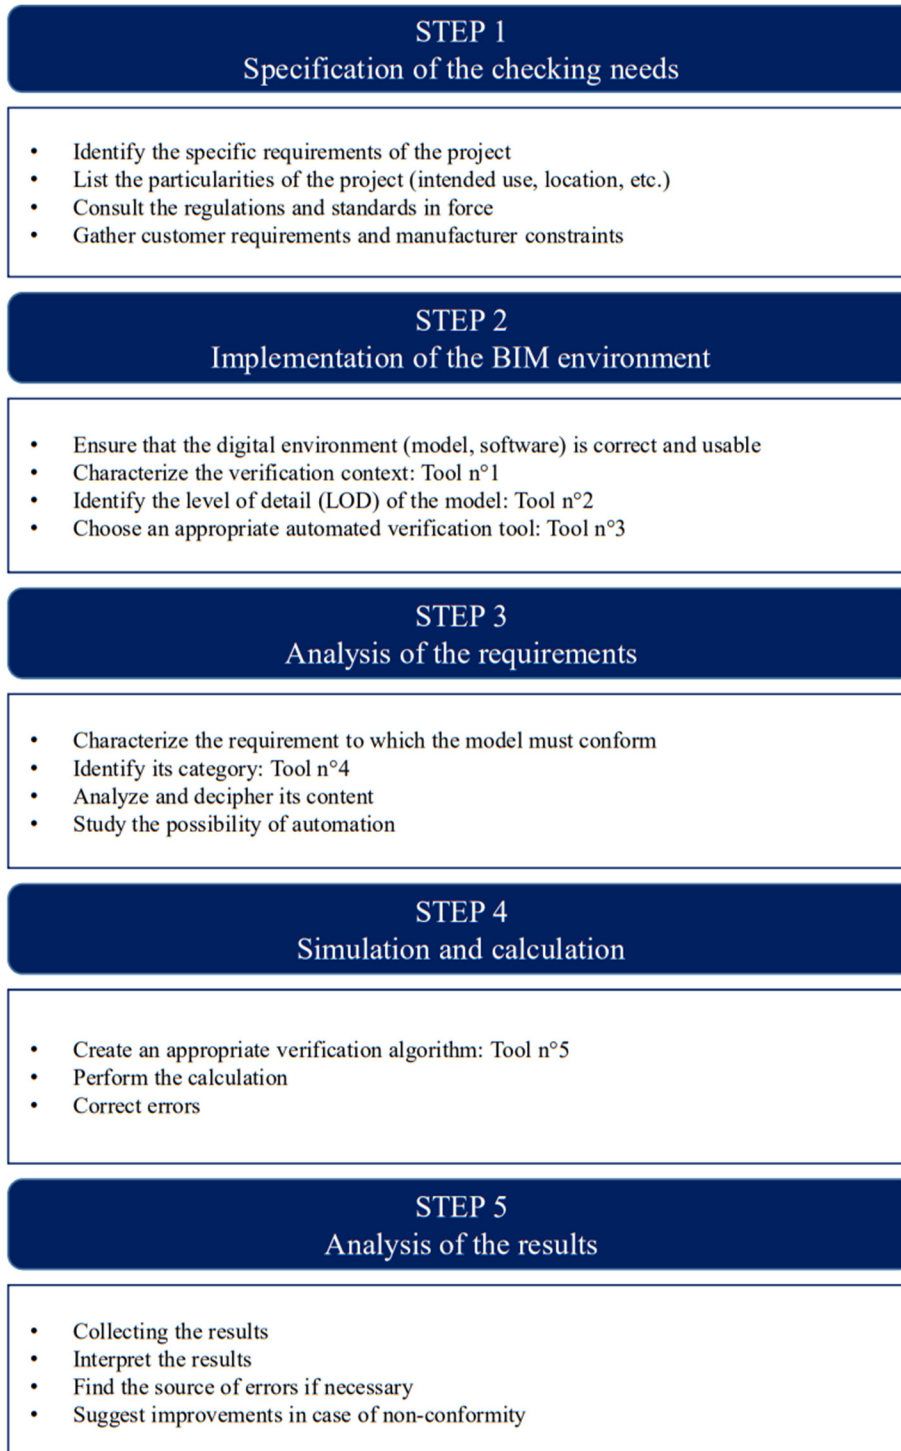 STEP 1
Specification of the checking needs
• Identify the specific requirements of the project
• List the particularities of the project (intended use, location, etc.)
• Consult the regulations and standards in force
• Gather customer requirements and manufacturer constraints
STEP 2
Implementation of the BIM environment
• Ensure that the digital environment (model, software) is correct and usable
• Characterize the verification context: Tool n°1
• Identify the level of detail (LOD) of the model: Tool n°2
• Choose an appropriate automated verification tool: Tool n°3
STEP 3
Analysis of the requirements
• Characterize the requirement to which the model must conform
• Identify its category: Tool n°4
• Analyze and decipher its content
• Study the possibility of automation
STEP 4
Simulation and calculation
• Create an appropriate verification algorithm: Tool n°5
• Perform the calculation
• Correct errors
STEP 5
Analysis of the results
• Collecting the results
• Interpret the results
• Find the source of errors if necessary
• Suggest improvements in case of non-conformity